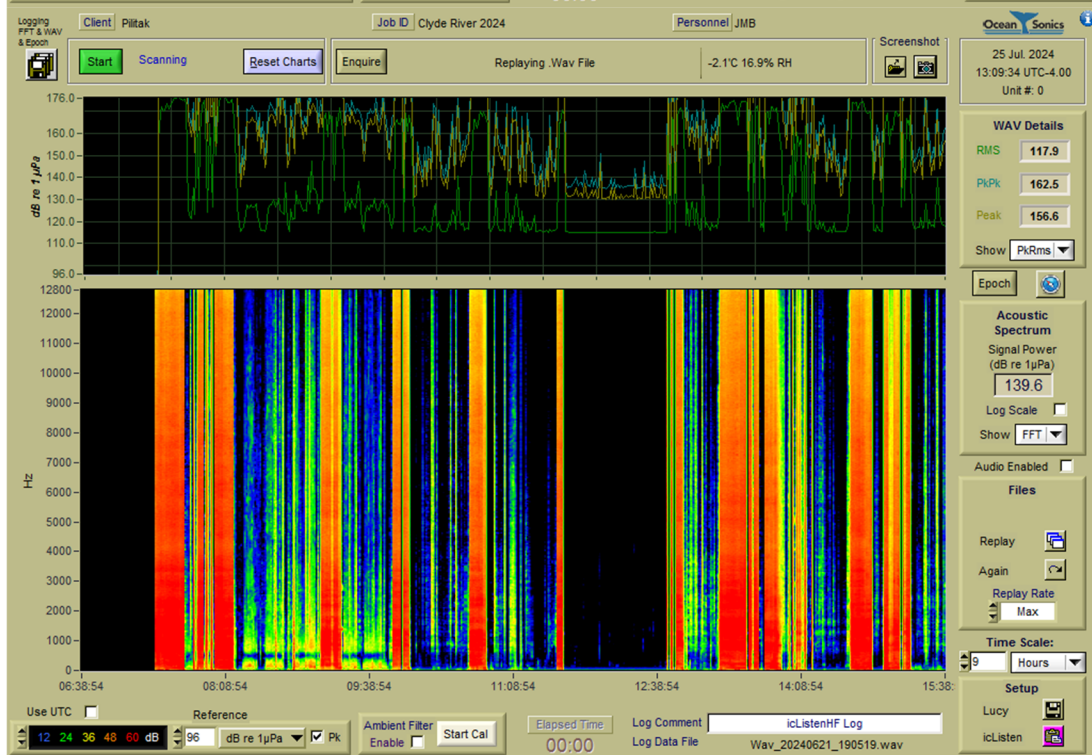 Logging
FFT & WAV
& Epoch
Client Pilitak
Job ID Clyde River 2024
Personnel JMB
Ocean Sonics
i
Start
Scanning
Reset Charts
Enquire
Replaying .Wav File
-2.1'C 16.9% RH
Screenshot
25 Jul. 2024
13:09:34 UTC-4.00
Unit #: 0
176.0
160.0
150.0
140.0
130.0
120.0
110.0
96.0
dB re 1 µPa
WAV Details
RMS 117.9
PkPk 162.5
Peak 156.6
Show PkRms
Epoch
12800
12000
11000
10000
9000
8000
7000
6000
5000
4000
3000
2000
1000
0
Hz
06:38:54
08:08:54
09:38:54
11:08:54
12:38:54
14:08:54
15:38:
Acoustic
Spectrum
Signal Power
(dB re 1µPa)
139.6
Log Scale
Show FFT
Audio Enabled
Files
Replay
Again
Replay Rate
Max
Time Scale:
9 Hours
Setup
Lucy
icListen
Use UTC
12 24 36 48 60 dB
Reference
96 dB re 1µPa Pk
Ambient Filter
Enable
Start Cal
Elapsed Time
00:00
Log Comment icListenHF Log
Log Data File Wav_20240621_190519.wav